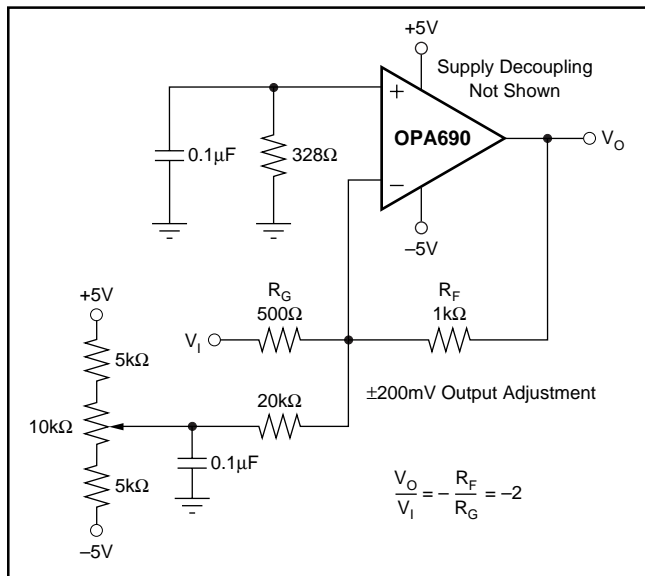 +5V
Supply Decoupling
Not Shown
+
OPA690
–
V_O
0.1μF
328Ω
–5V
R_G
500Ω
R_F
1kΩ
+5V
V_I
5kΩ
20kΩ
±200mV Output Adjustment
10kΩ
0.1μF
5kΩ
V_O/V_I = – R_F/R_G = –2
–5V